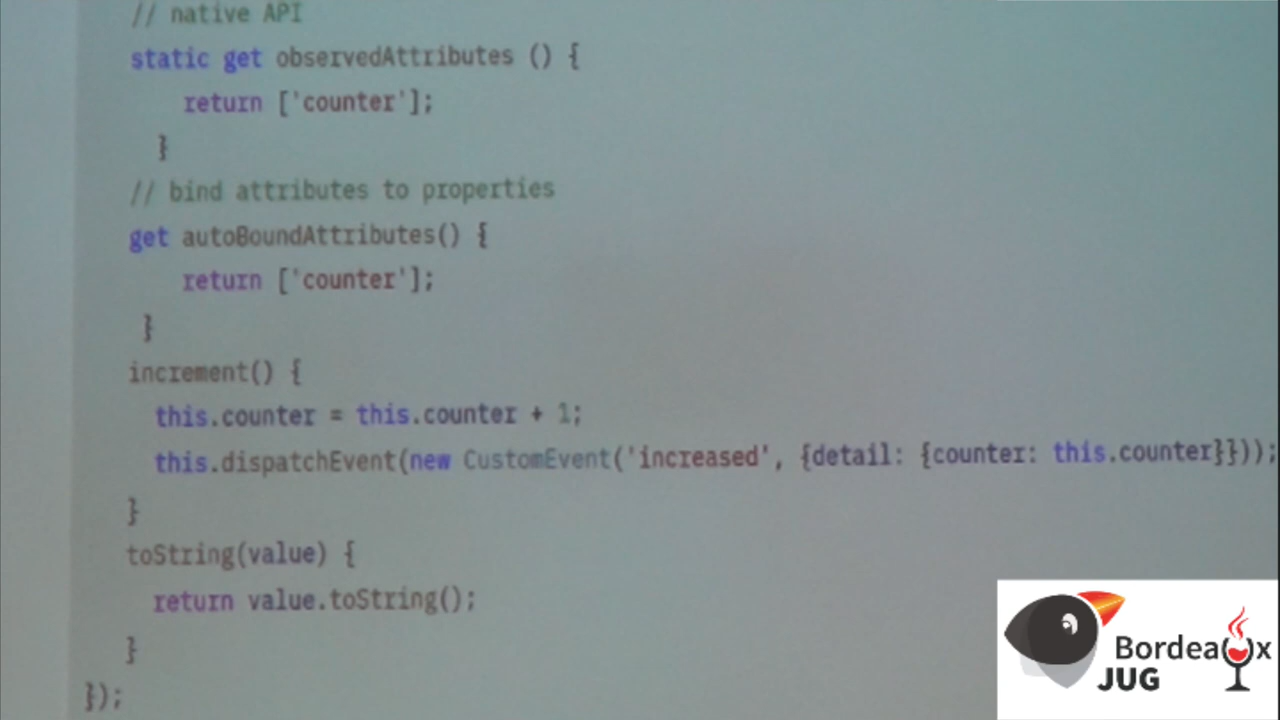 // native API
static get observedAttributes () {
return ['counter'];
}
// bind attributes to properties
get autoBoundAttributes() {
return ['counter'];
}
increment() {
this.counter = this.counter + 1;
this.dispatchEvent(new CustomEvent('increased', {detail: {counter: this.counter}}));
}
toString(value) {
return value.toString();
}
});
Bordeaux
JUG